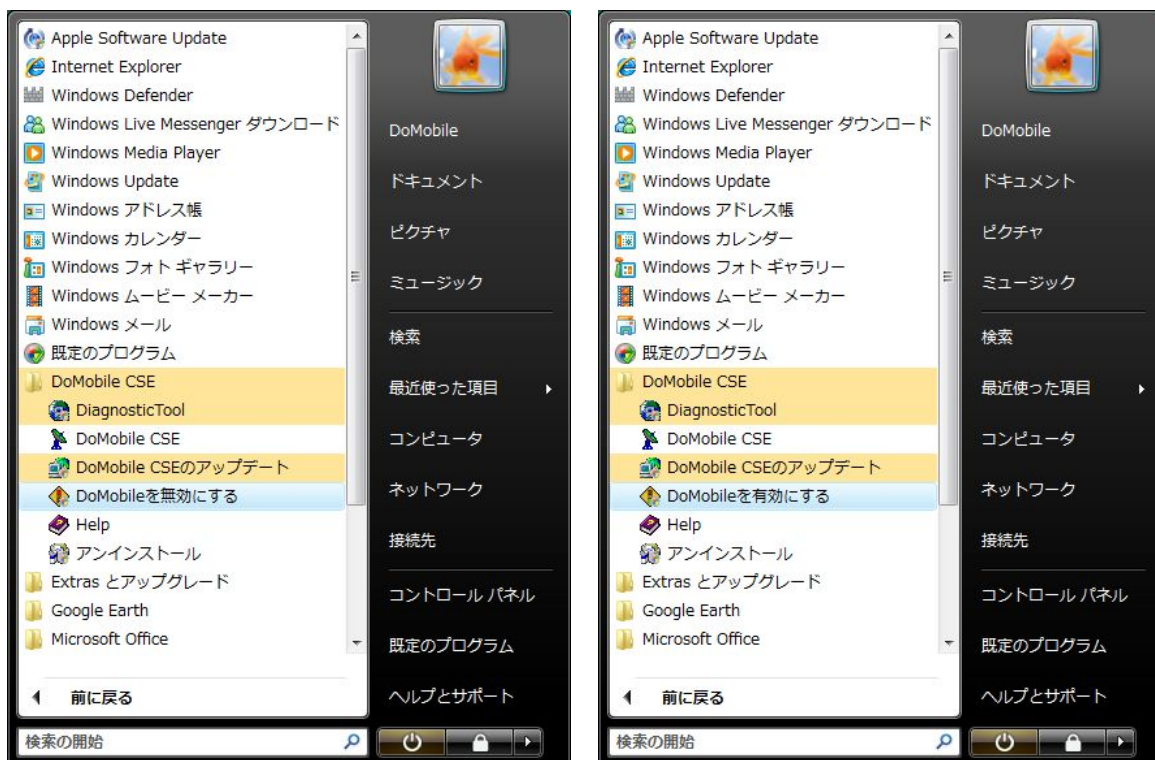 Apple Software Update
Internet Explorer
Windows Defender
Windows Live Messenger ダウンロード
Windows Media Player
Windows Update
Windows アドレス帳
Windows カレンダー
Windows フォト ギャラリー
Windows ムービー メーカー
Windows メール
既定のプログラム
DoMobile CSE
DiagnosticTool
DoMobile CSE
DoMobile CSEのアップデート
DoMobileを無効にする
Help
アンインストール
Extras とアップグレード
Google Earth
Microsoft Office
前に戻る
検索の開始
DoMobile
ドキュメント
ピクチャ
ミュージック
検索
最近使った項目
コンピュータ
ネットワーク
接続先
コントロール パネル
既定のプログラム
ヘルプとサポート
Apple Software Update
Internet Explorer
Windows Defender
Windows Live Messenger ダウンロード
Windows Media Player
Windows Update
Windows アドレス帳
Windows カレンダー
Windows フォト ギャラリー
Windows ムービー メーカー
Windows メール
既定のプログラム
DoMobile CSE
DiagnosticTool
DoMobile CSE
DoMobile CSEのアップデート
DoMobileを有効にする
Help
アンインストール
Extras とアップグレード
Google Earth
Microsoft Office
前に戻る
検索の開始
DoMobile
ドキュメント
ピクチャ
ミュージック
検索
最近使った項目
コンピュータ
ネットワーク
接続先
コントロール パネル
既定のプログラム
ヘルプとサポート